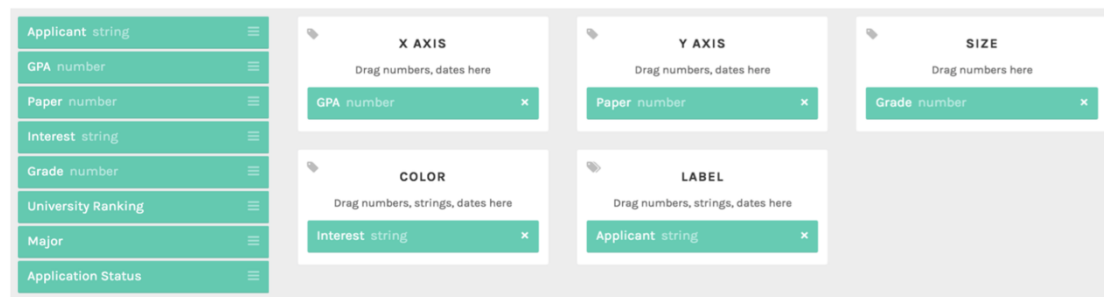 Applicant string
GPA number
Paper number
Interest string
Grade number
University Ranking
Major
Application Status
X AXIS
Drag numbers, dates here
GPA number ×
Y AXIS
Drag numbers, dates here
Paper number ×
SIZE
Drag numbers here
Grade number ×
COLOR
Drag numbers, strings, dates here
Interest string ×
LABEL
Drag numbers, strings, dates here
Applicant string ×